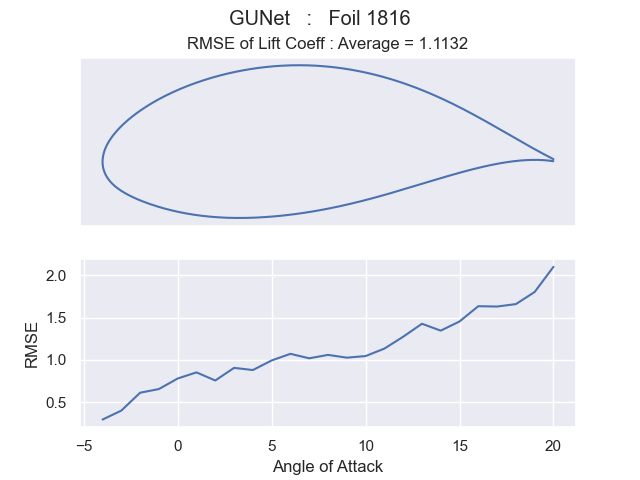 GUNet   :   Foil 1816
RMSE of Lift Coeff : Average = 1.1132
2.0
1.5
1.0
0.5
RMSE
−5 0 5 10 15 20
Angle of Attack